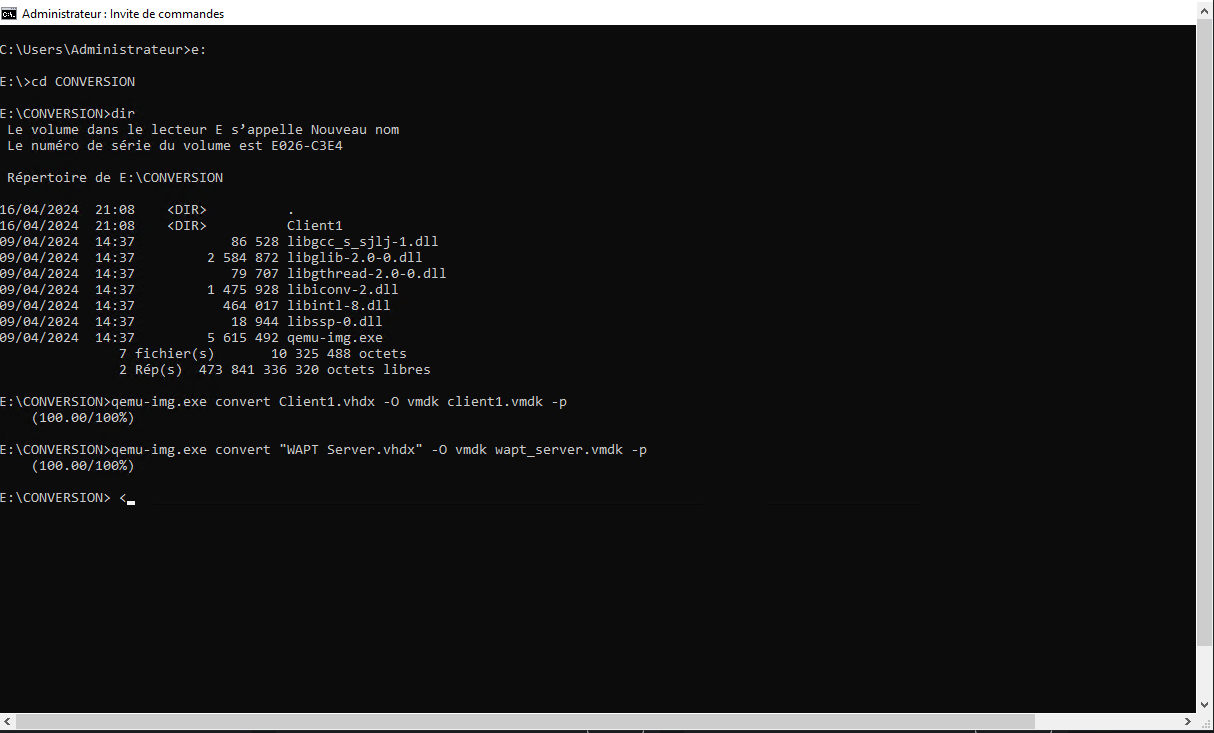 Administrateur : Invite de commandes
C:\Users\Administrateur>e:
E:\>cd CONVERSION
E:\CONVERSION>dir
Le volume dans le lecteur E s’appelle Nouveau nom
Le numéro de série du volume est E026-C3E4
Répertoire de E:\CONVERSION
16/04/2024  21:08    <DIR>          .
16/04/2024  21:08    <DIR>          Client1
09/04/2024  14:37            86 528 libgcc_s_sjlj-1.dll
09/04/2024  14:37         2 584 872 libglib-2.0-0.dll
09/04/2024  14:37            79 707 libgthread-2.0-0.dll
09/04/2024  14:37         1 475 928 libiconv-2.dll
09/04/2024  14:37           464 017 libintl-8.dll
09/04/2024  14:37            18 944 libssp-0.dll
09/04/2024  14:37         5 615 492 qemu-img.exe
7 fichier(s)       10 325 488 octets
2 Rép(s)  473 841 336 320 octets libres
E:\CONVERSION>qemu-img.exe convert Client1.vhdx -O vmdk client1.vmdk -p
(100.00/100%)
E:\CONVERSION>qemu-img.exe convert "WAPT Server.vhdx" -O vmdk wapt_server.vmdk -p
(100.00/100%)
E:\CONVERSION> <